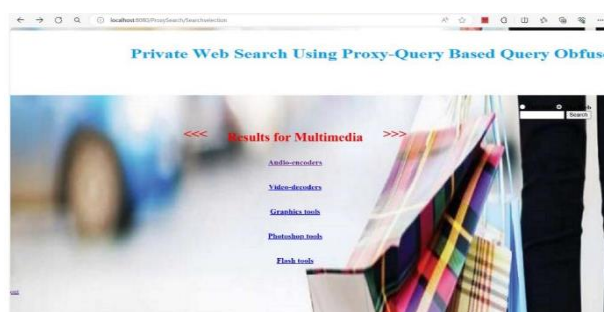 localhost:8080/ProxySearch/Searchselection
Private Web Search Using Proxy-Query Based Query Obfusc
<<< Results for Multimedia >>>
Search
Audio-encoders
Video-decoders
Graphics tools
Photoshop tools
Flash tools